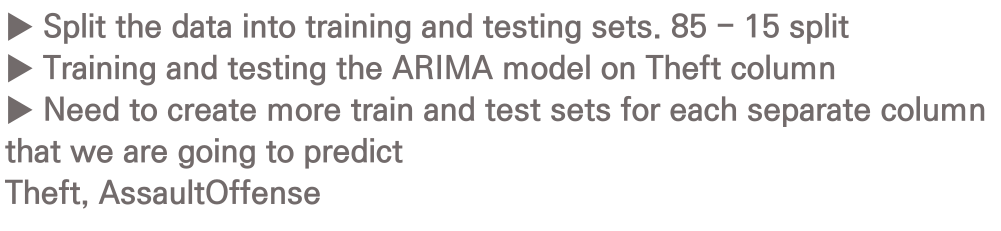 ▶ Split the data into training and testing sets. 85 – 15 split
▶ Training and testing the ARIMA model on Theft column
▶ Need to create more train and test sets for each separate column
that we are going to predict
Theft, AssaultOffense